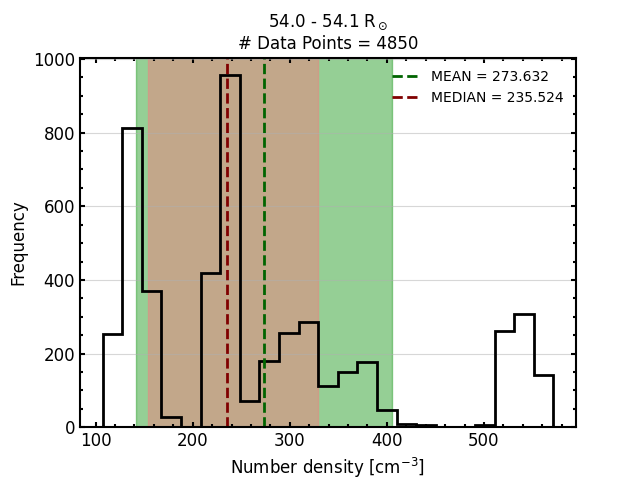 54.0 - 54.1 R⊙
# Data Points = 4850
1000
800
600
400
200
0
Frequency
MEAN = 273.632
MEDIAN = 235.524
100 200 300 400 500
Number density [cm⁻³]